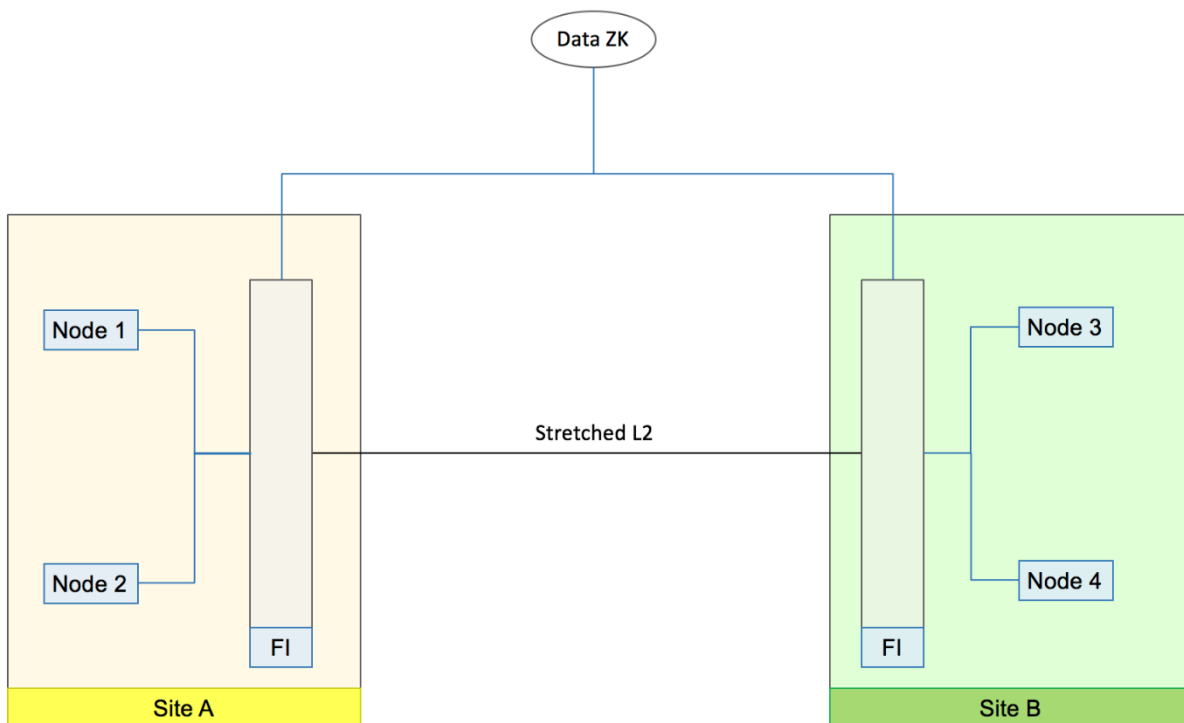 Data ZK
Node 1
Node 3
Stretched L2
Node 2
Node 4
FI
FI
Site A
Site B